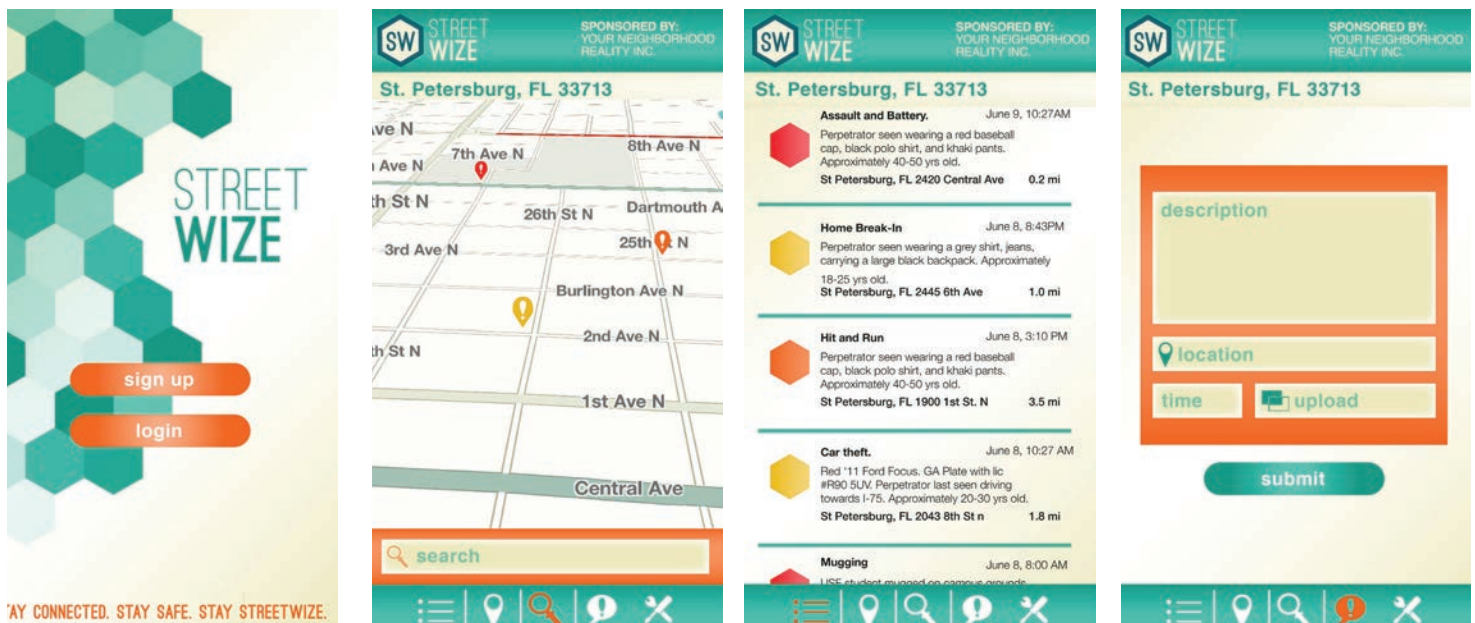 STREET
WIZE
sign up
login
TAY CONNECTED. STAY SAFE. STAY STREETWIZE.
SW STREET
WIZE
SPONSORED BY:
YOUR NEIGHBORHOOD
REALITY INC.
St. Petersburg, FL 33713
ve N
8th Ave N
7th Ave N
Ave N
th St N
26th St N
Dartmouth A
3rd Ave N
25th N
Burlington Ave N
2nd Ave N
th St N
1st Ave N
Central Ave
search
SW STREET
WIZE
SPONSORED BY:
YOUR NEIGHBORHOOD
REALITY INC.
St. Petersburg, FL 33713
Assault and Battery. June 9, 10:27AM
Perpetrator seen wearing a red baseball
cap, black polo shirt, and khaki pants.
Approximately 40-50 yrs old.
St Petersburg, FL 2420 Central Ave 0.2 mi
Home Break-In June 8, 8:43PM
Perpetrator seen wearing a grey shirt, jeans,
carrying a large black backpack. Approximately
18-25 yrs old.
St Petersburg, FL 2445 6th Ave 1.0 mi
Hit and Run June 8, 3:10 PM
Perpetrator seen wearing a red baseball
cap, black polo shirt, and khaki pants.
Approximately 40-50 yrs old.
St Petersburg, FL 1900 1st St. N 3.5 mi
Car theft. June 8, 10:27 AM
Red '11 Ford Focus. GA Plate with lic
#R90 5UV. Perpetrator last seen driving
towards I-75. Approximately 20-30 yrs old.
St Petersburg, FL 2043 8th St n 1.8 mi
Mugging June 8, 8:00 AM
USF student mugged on campus grounds
SW STREET
WIZE
SPONSORED BY:
YOUR NEIGHBORHOOD
REALITY INC.
St. Petersburg, FL 33713
description
location
time
upload
submit